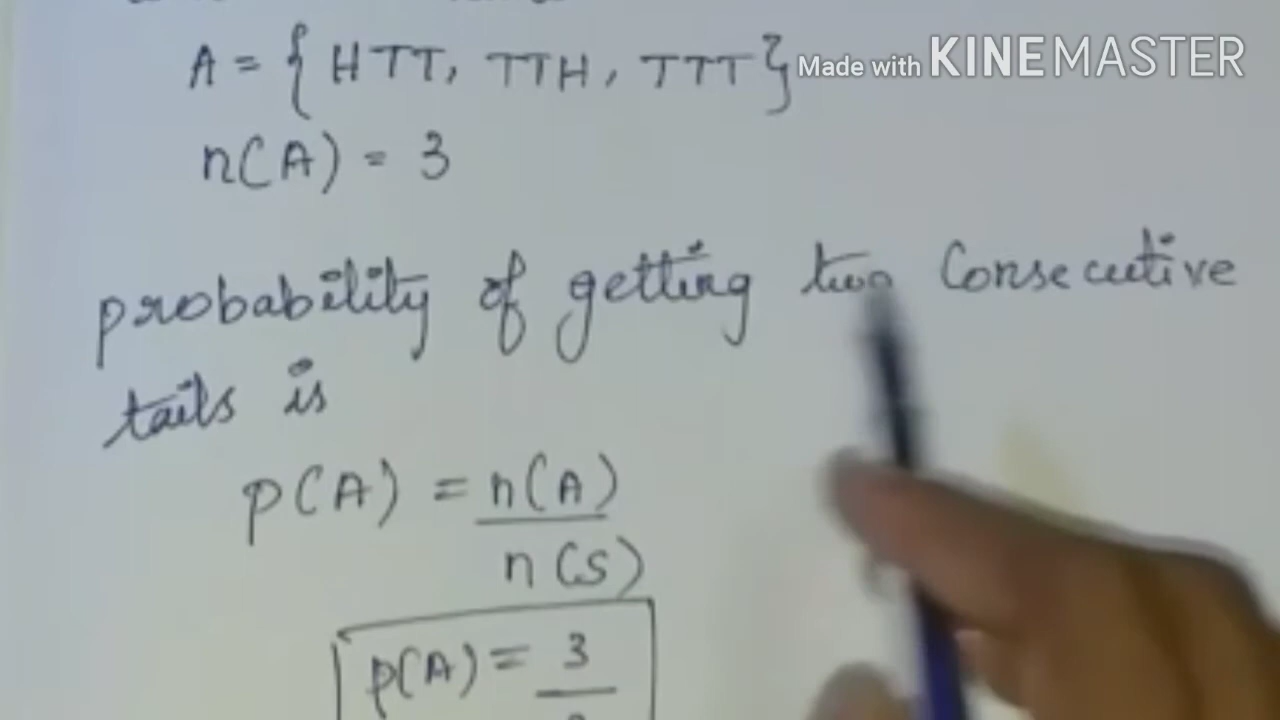 A = { HTT, TTH, TTT }
Made with KINEMASTER
n(A) = 3
probability of getting two Consecutive
tails is
P(A) = n(A)
n(S)
P(A) = 3